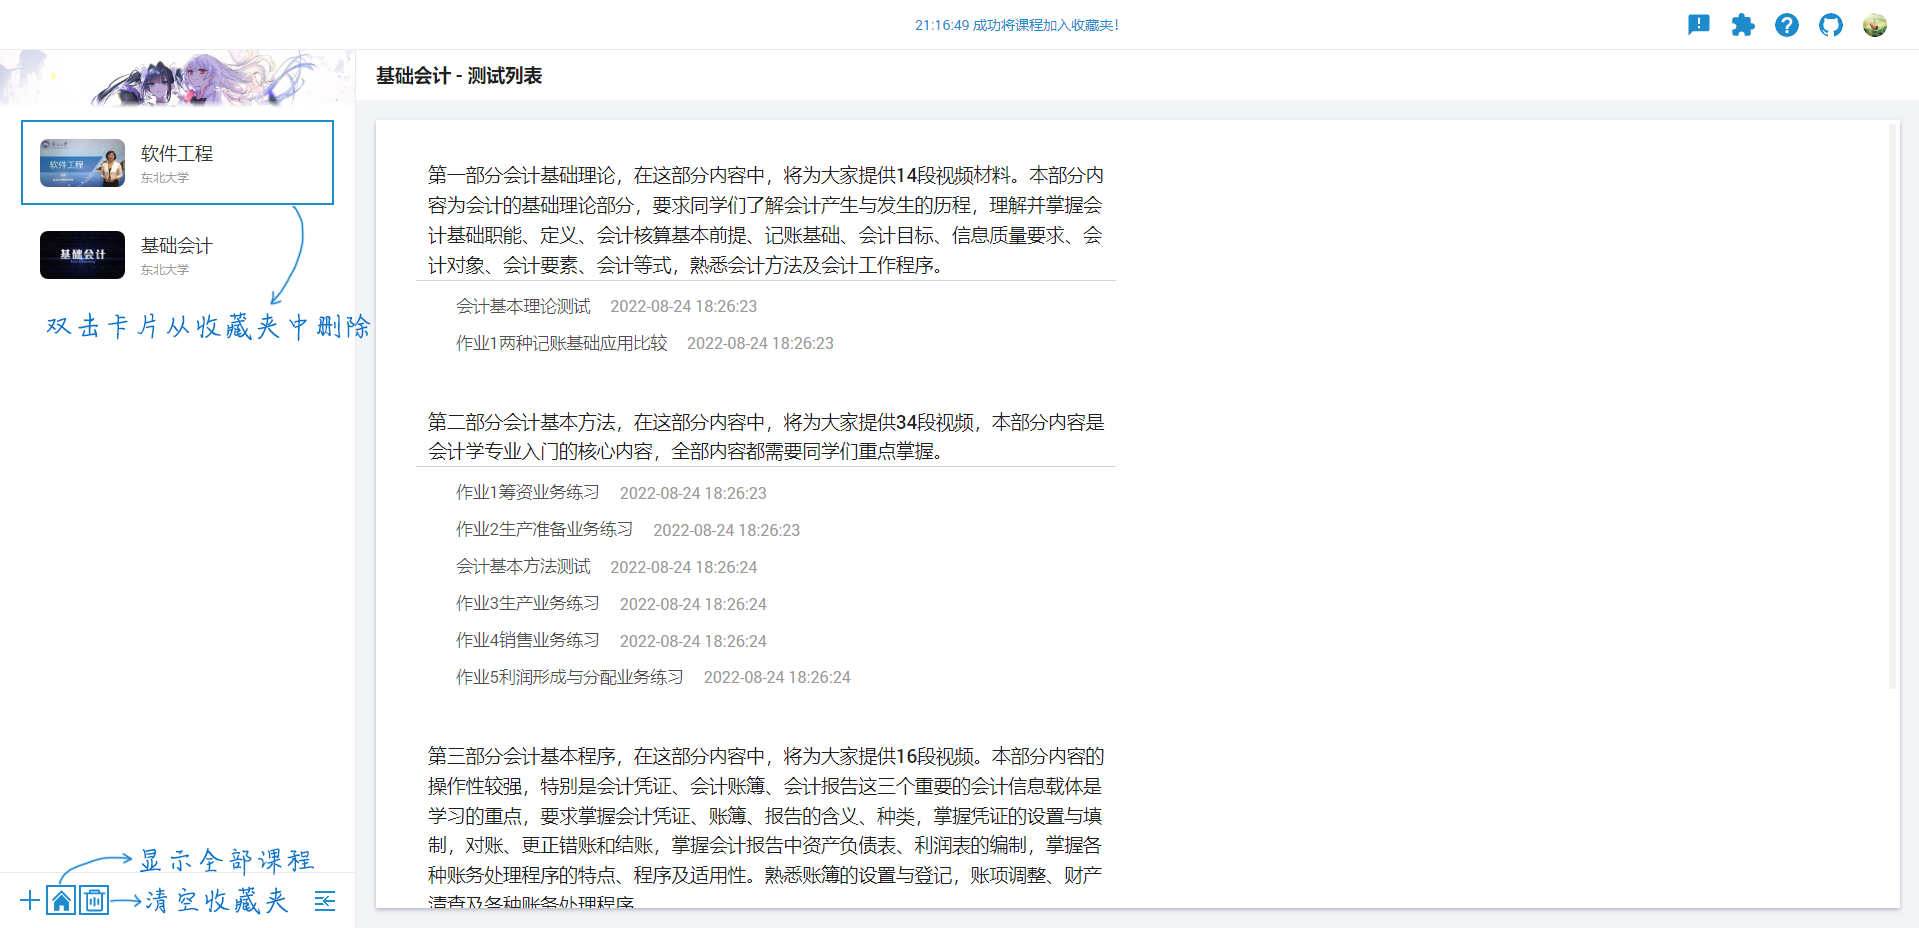 21:16:49 成功将课程加入收藏夹!
基础会计 - 测试列表
软件工程
软件工程
东北大学
基础会计
基础会计
东北大学
双击卡片从收藏夹中删除
显示全部课程
清空收藏夹
第一部分会计基础理论，在这部分内容中，将为大家提供14段视频材料。本部分内
容为会计的基础理论部分，要求同学们了解会计产生与发生的历程，理解并掌握会
计基础职能、定义、会计核算基本前提、记账基础、会计目标、信息质量要求、会
计对象、会计要素、会计等式，熟悉会计方法及会计工作程序。
会计基本理论测试 2022-08-24 18:26:23
作业1两种记账基础应用比较 2022-08-24 18:26:23
第二部分会计基本方法，在这部分内容中，将为大家提供34段视频，本部分内容是
会计学专业入门的核心内容，全部内容都需要同学们重点掌握。
作业1筹资业务练习 2022-08-24 18:26:23
作业2生产准备业务练习 2022-08-24 18:26:23
会计基本方法测试 2022-08-24 18:26:24
作业3生产业务练习 2022-08-24 18:26:24
作业4销售业务练习 2022-08-24 18:26:24
作业5利润形成与分配业务练习 2022-08-24 18:26:24
第三部分会计基本程序，在这部分内容中，将为大家提供16段视频。本部分内容的
操作性较强，特别是会计凭证、会计账簿、会计报告这三个重要的会计信息载体是
学习的重点，要求掌握会计凭证、账簿、报告的含义、种类，掌握凭证的设置与填
制，对账、更正错账和结账，掌握会计报告中资产负债表、利润表的编制，掌握各
种账务处理程序的特点、程序及适用性。熟悉账簿的设置与登记，账项调整、财产
清查及各种账务处理程序